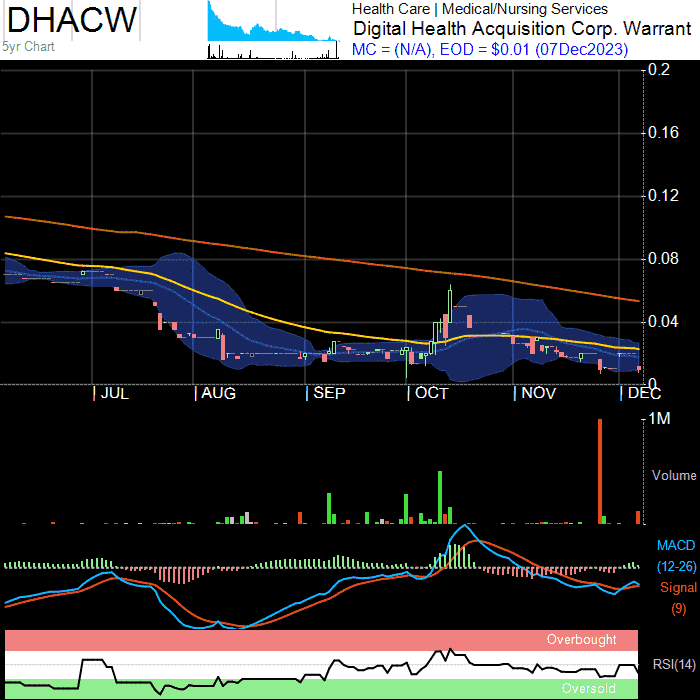 DHACW
5yr Chart
Health Care | Medical/Nursing Services
Digital Health Acquisition Corp. Warrant
MC = (N/A), EOD = $0.01 (07Dec2023)
0.2
0.16
0.12
0.08
0.04
0
| JUL | AUG | SEP | OCT | NOV | DEC
1M
Volume
MACD
(12-26)
Signal
(9)
Overbought
RSI(14)
Oversold